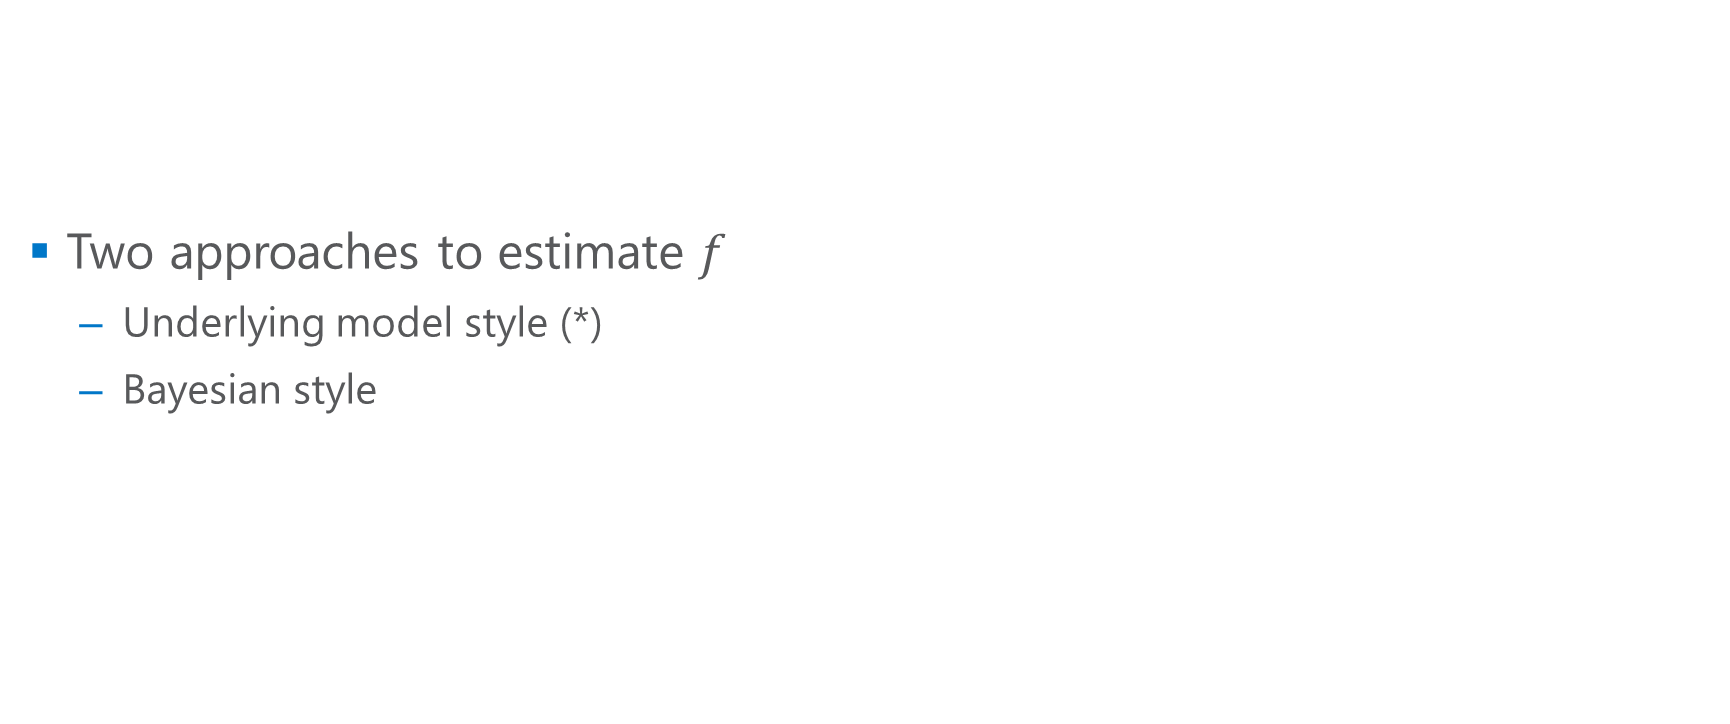 ▪ Two approaches to estimate 𝑓
– Underlying model style (*)
– Bayesian style